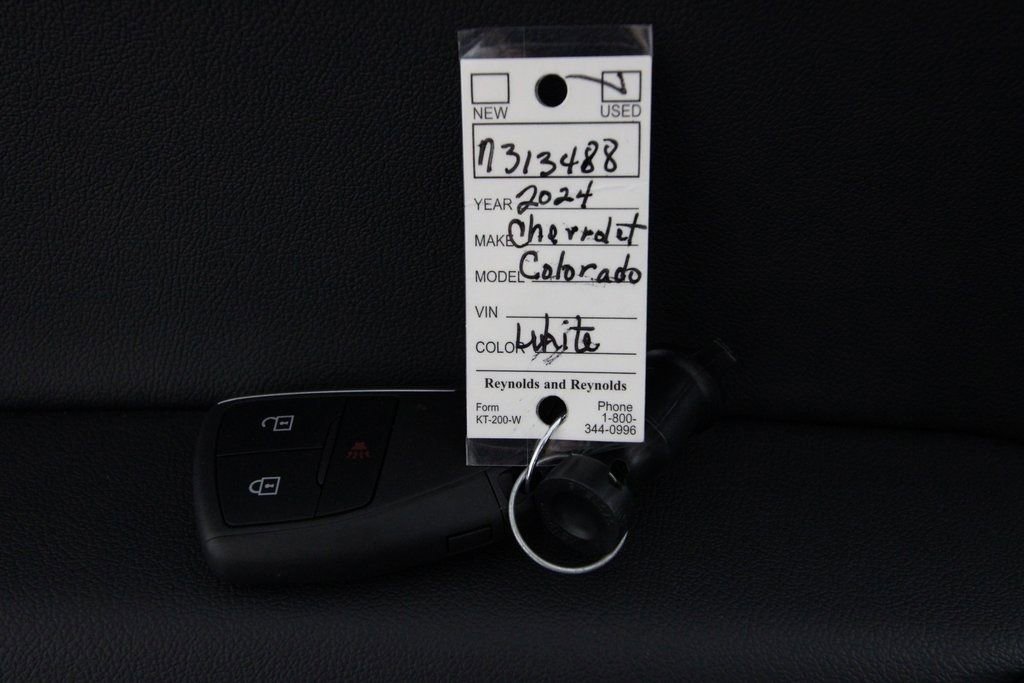 NEW USED
n313488
YEAR 2024
MAKE Chevrolet
MODEL Colorado
VIN
COLOR white
Reynolds and Reynolds
Form
KT-200-W
Phone
1-800-
344-0996